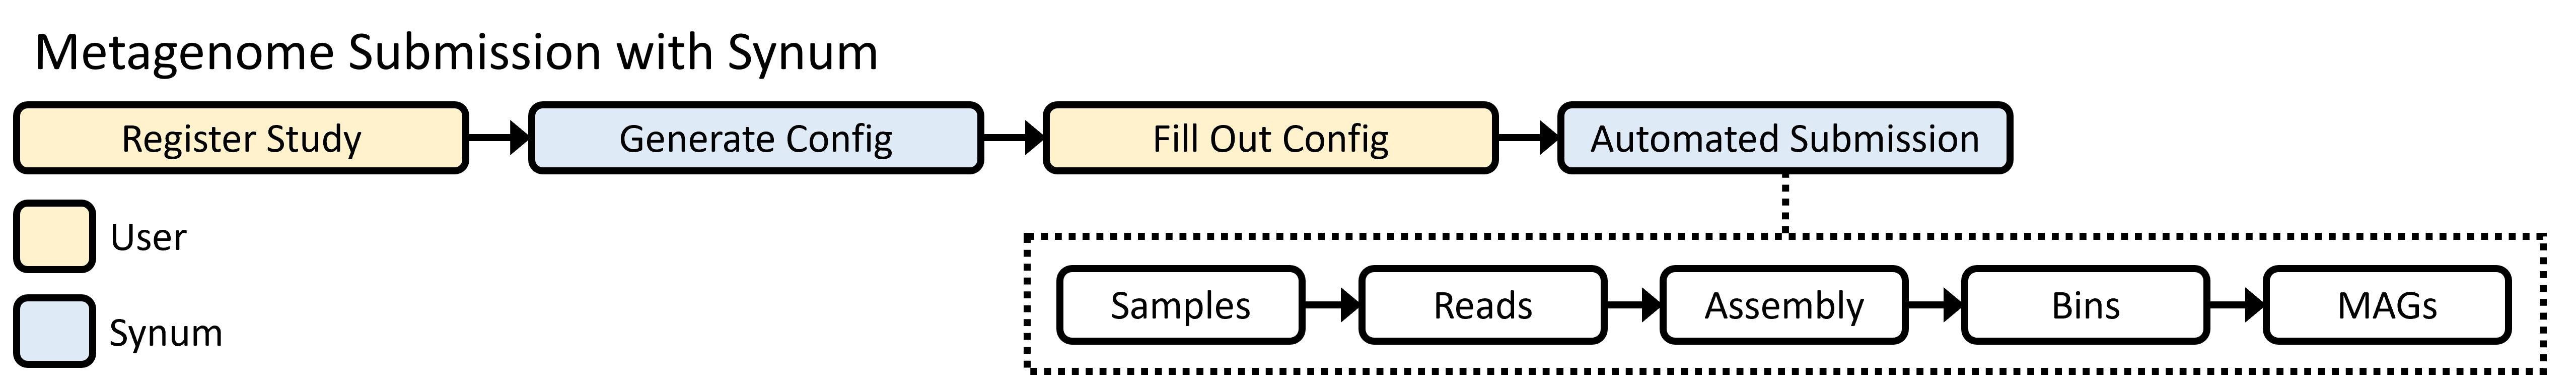 Metagenome Submission with Synum
Register Study
Generate Config
Fill Out Config
Automated Submission
User
Synum
Samples
Reads
Assembly
Bins
MAGs